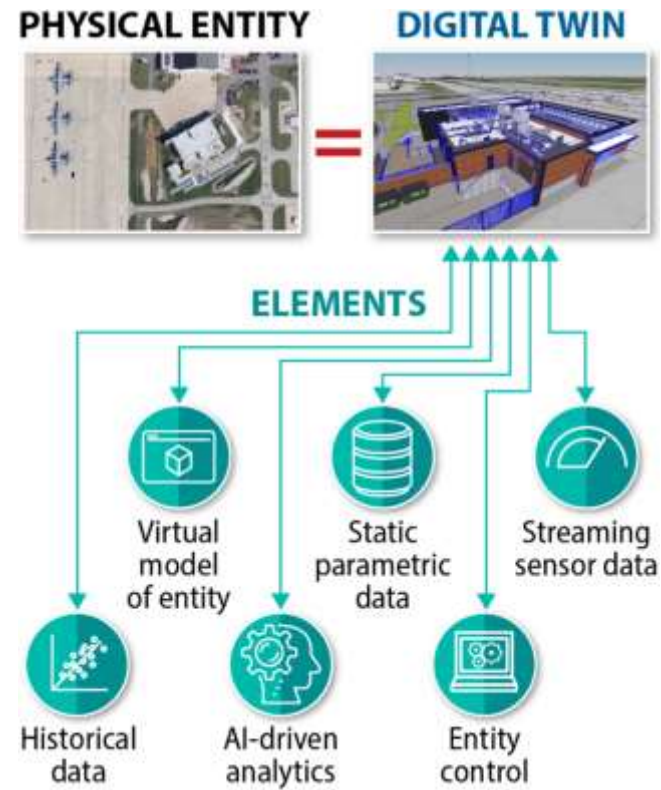 PHYSICAL ENTITY
DIGITAL TWIN
=
ELEMENTS
Virtual
model
of entity
Static
parametric
data
Streaming
sensor data
Historical
data
AI-driven
analytics
Entity
control